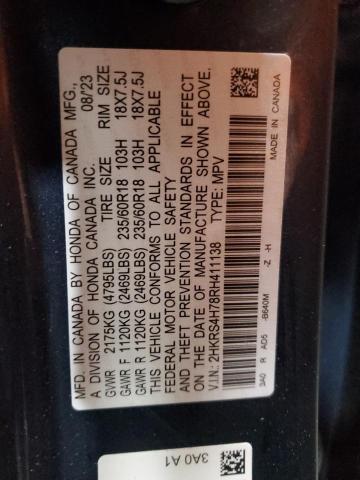 MFD. IN CANADA BY HONDA OF CANADA MFG.,
A DIVISION OF HONDA CANADA INC. 08/23
TIRE SIZE RIM SIZE
GVWR 2175KG (4795LBS)
GAWR F 1120KG (2469LBS) 235/60R18 103H 18X7.5J
GAWR R 1120KG (2469LBS) 235/60R18 103H 18X7.5J
THIS VEHICLE CONFORMS TO ALL APPLICABLE
FEDERAL MOTOR VEHICLE SAFETY
AND THEFT PREVENTION STANDARDS IN EFFECT
ON THE DATE OF MANUFACTURE SHOWN ABOVE.
V.I.N.: 2HKRS4H78RH411138 TYPE: MPV
3A0 R AD5 -B640M -Z -H
MADE IN CANADA
3A0 A1